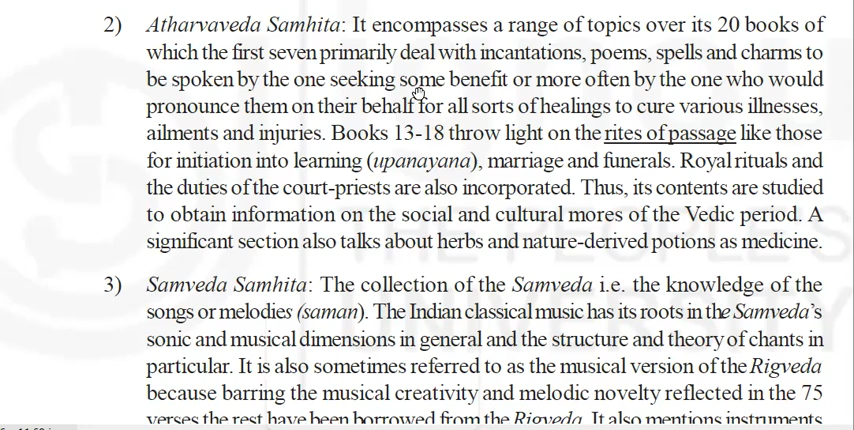 2) Atharvaveda Samhita: It encompasses a range of topics over its 20 books of
which the first seven primarily deal with incantations, poems, spells and charms to
be spoken by the one seeking some benefit or more often by the one who would
pronounce them on their behalf for all sorts of healings to cure various illnesses,
ailments and injuries. Books 13-18 throw light on the rites of passage like those
for initiation into learning (upanayana), marriage and funerals. Royal rituals and
the duties of the court-priests are also incorporated. Thus, its contents are studied
to obtain information on the social and cultural mores of the Vedic period. A
significant section also talks about herbs and nature-derived potions as medicine.
3) Samveda Samhita: The collection of the Samveda i.e. the knowledge of the
songs or melodies (saman). The Indian classical music has its roots in the Samveda's
sonic and musical dimensions in general and the structure and theory of chants in
particular. It is also sometimes referred to as the musical version of the Rigveda
because barring the musical creativity and melodic novelty reflected in the 75
verses the rest have been borrowed from the Rigveda. It also mentions instruments
THE PEOPLE'S
UNIVERSITY